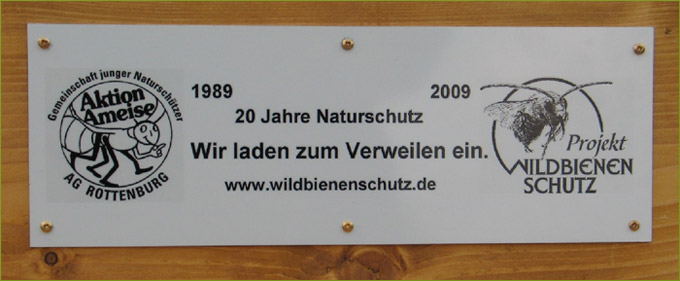 Gemeinschaft junger Naturschützer
Aktion
Ameise
AG ROTTENBURG
1989 2009
20 Jahre Naturschutz
Wir laden zum Verweilen ein.
www.wildbienenschutz.de
Projekt
WILDBIENEN
SCHUTZ